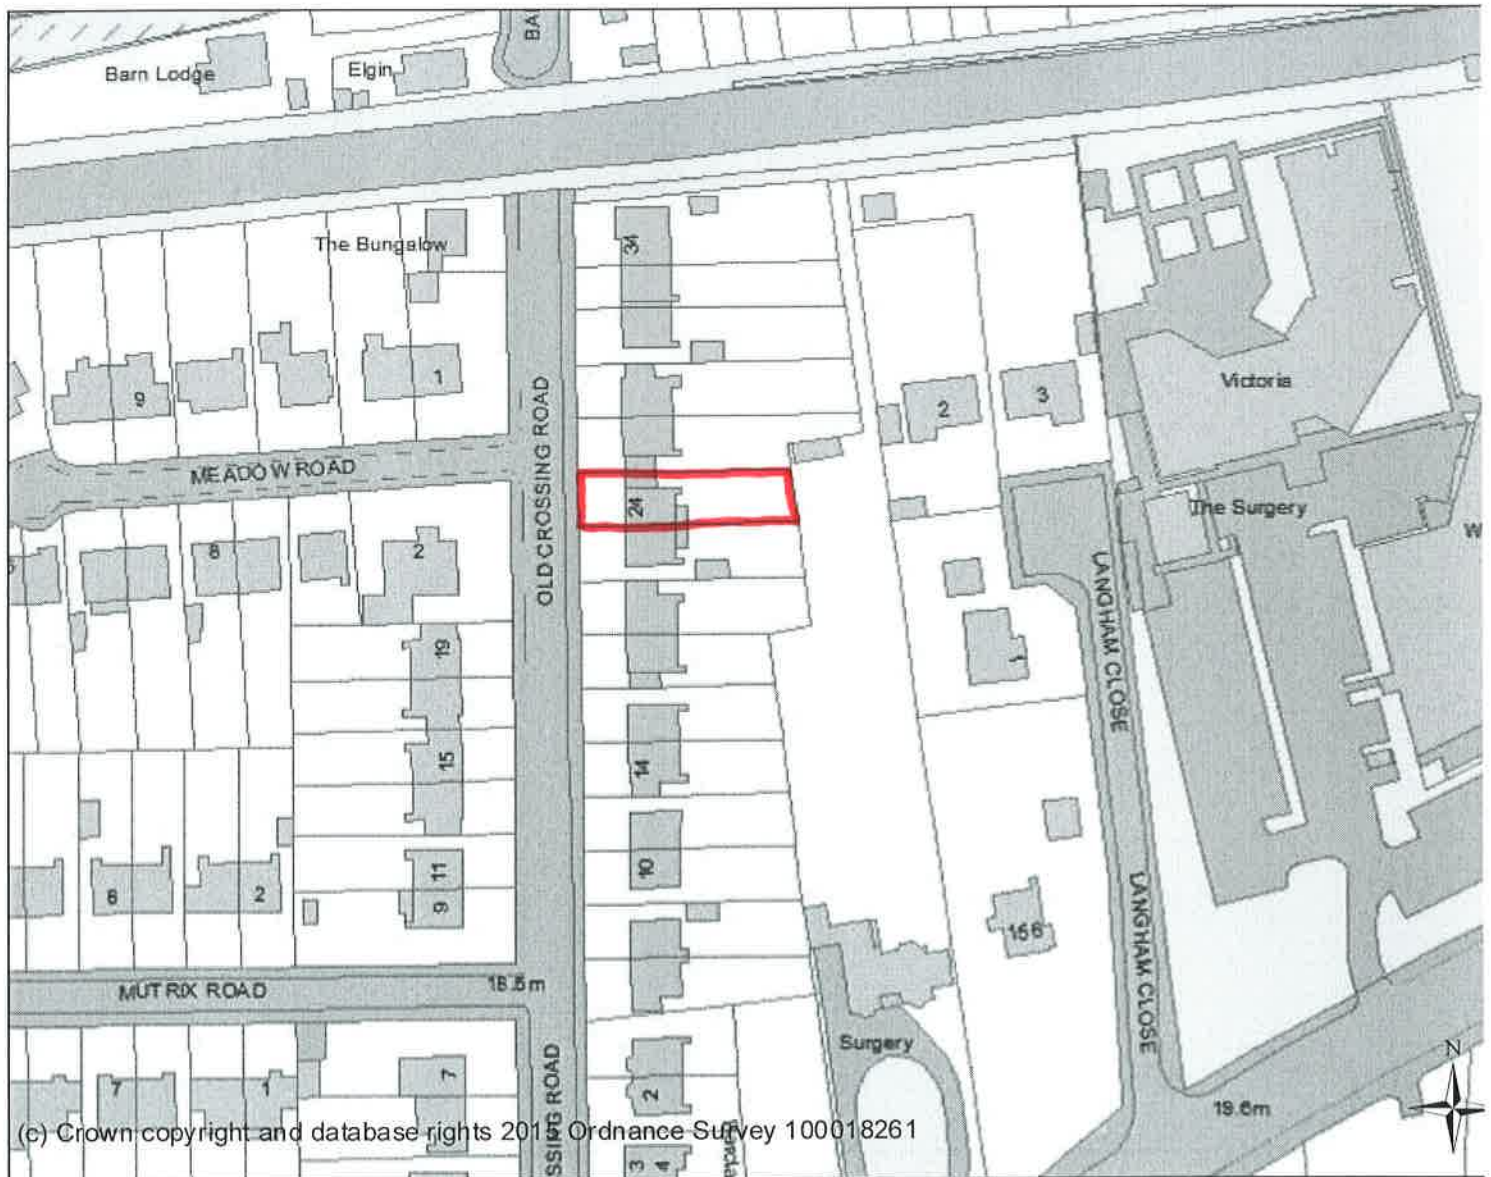 BA
Barn Lodge
Elgin
The Bungalow
34
9
1
2
3
Victoria
MEADOW ROAD
OLD CROSSING ROAD
24
The Surgery
W
8
2
LANGHAM CLOSE
19
1
15
14
10
11
9
8
2
156
LANGHAM CLOSE
MUTRIX ROAD
18.5m
Surgery
N
7
1
7
2
19.6m
SSING ROAD
(c) Crown copyright and database rights 2015 Ordnance Survey 100018261
3
4